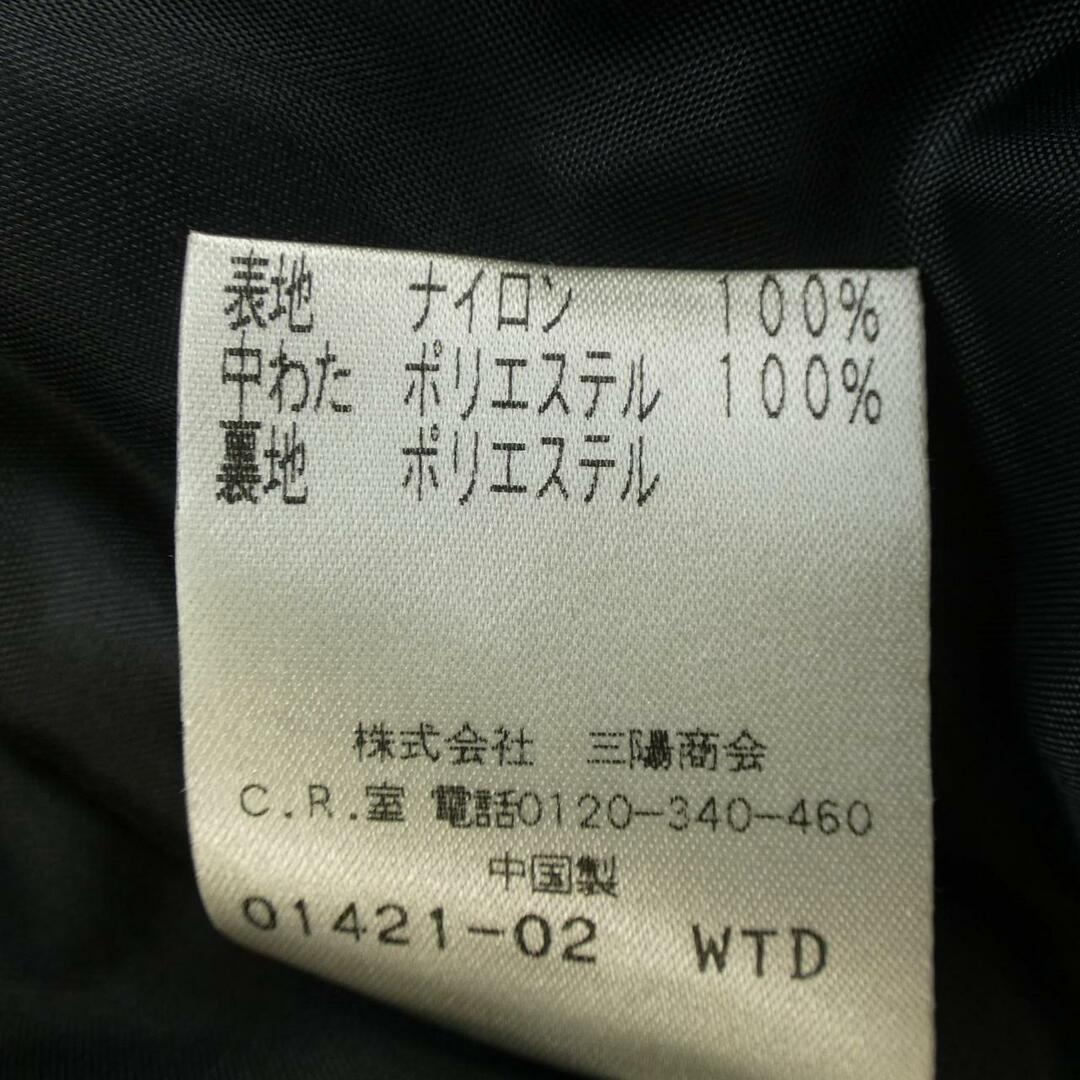 表地 ナイロン 100%
中わた ポリエステル 100%
裏地 ポリエステル
株式会社 三陽商会
C.R.室 電話0120-340-460
中国製
01421-02 WTD